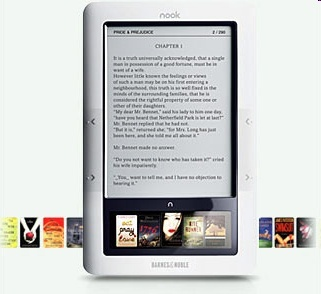 nook
PRIDE & PREJUDICE 2 / 290
CHAPTER 1
It is a truth universally acknowledged, that a single
man in possession of a good fortune, must be in
want of a wife.
However little known the feelings or views
of such a man may be on his first entering a
neighbourhood, this truth is so well fixed in the
minds of the surrounding families, that he is
considered the rightful property of some one or
other of their daughters.
"My dear Mr. Bennet," said his lady to him one day,
"have you heard that Netherfield Park is let at last?"
Mr. Bennet replied that he had not.
"But it is," returned she, "for Mrs. Long has just
been here, and she told me all about it."
Mr. Bennet made no answer.
"Do you not want to know who has taken it?" cried
his wife impatiently.
"_You_ want to tell me, and I have no objection to
hearing it."
n
eat
pray
love
KITE
RUNNER
BARNES & NOBLE